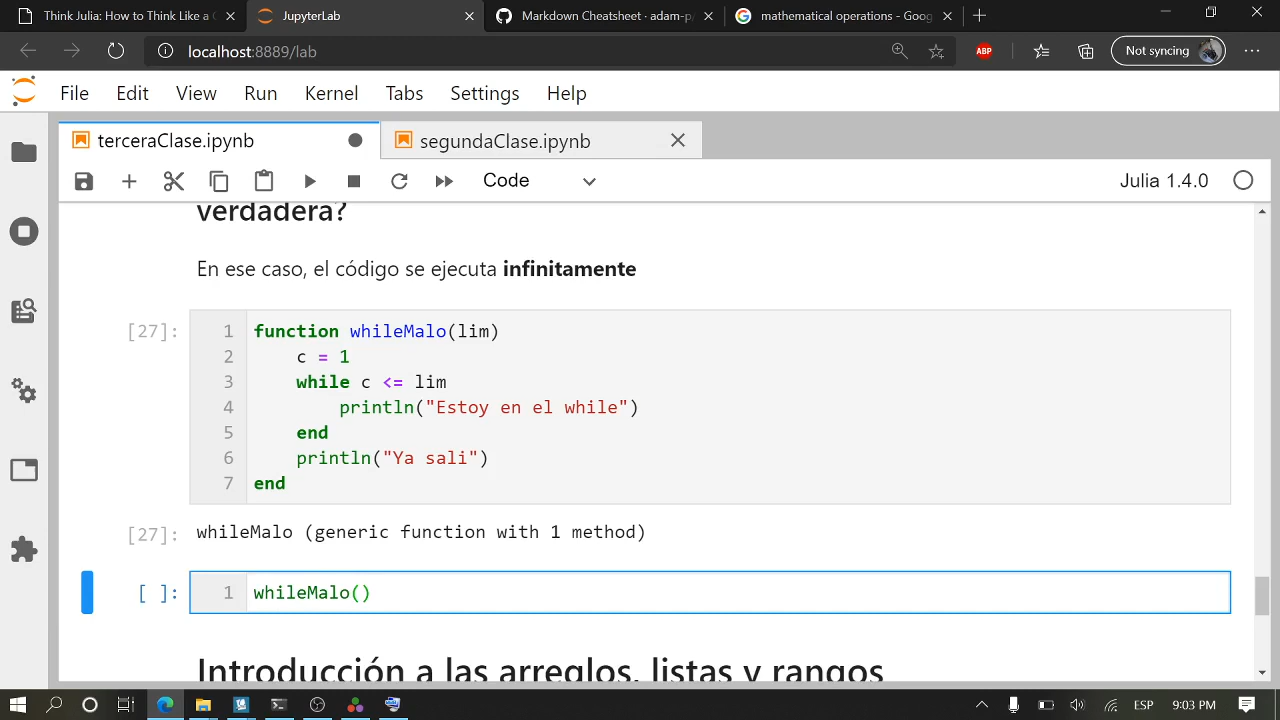 Think Julia: How to Think Like a C
JupyterLab
Markdown Cheatsheet · adam-p
mathematical operations - Goog
localhost:8889/lab
ABP
Not syncing
File Edit View Run Kernel Tabs Settings Help
terceraClase.ipynb
segundaClase.ipynb
Code
Julia 1.4.0
verdadera?
En ese caso, el código se ejecuta infinitamente
[27]:
1 function whileMalo(lim)
2 c = 1
3 while c <= lim
4 println("Estoy en el while")
5 end
6 println("Ya sali")
7 end
[27]: whileMalo (generic function with 1 method)
[ ]: 1 whileMalo()
Introducción a las arreglos, listas y rangos
ESP
9:03 PM